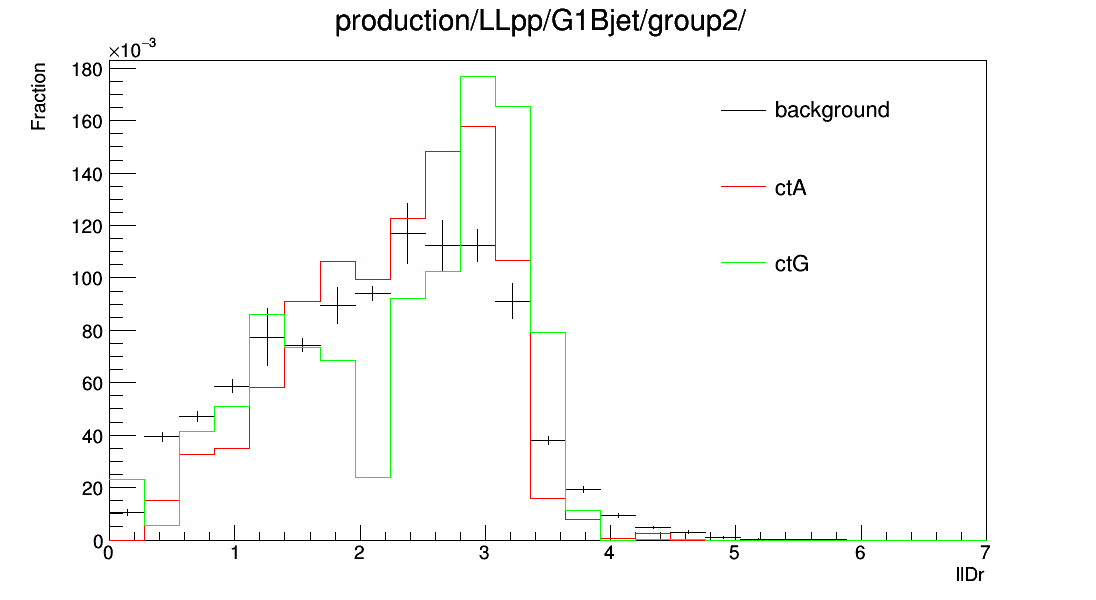 production/LLpp/G1Bjet/group2/
×10⁻³
Fraction
180
160
140
120
100
80
60
40
20
0
background
ctA
ctG
0 1 2 3 4 5 6 7
llDr